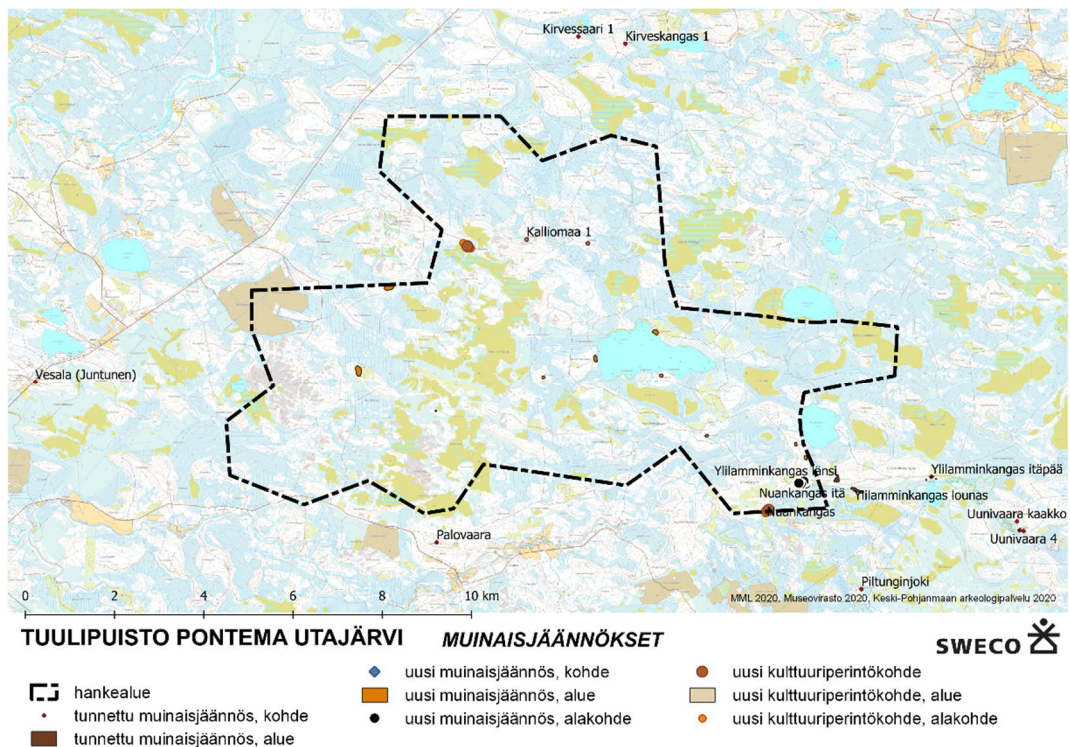 Kirvessaari 1
Kirveskangas 1
Kalliomaa 1
Vesala (Juntunen)
Ylilamminkangas länsi
Ylilamminkangas itäpää
Nuankangas itä
Ylilamminkangas lounas
Nuankangas
Uunivaara kaakko
Palovaara
Uunivaara 4
Piltunginjoki
MML 2020, Museovirasto 2020, Keski-Pohjanmaan arkeologipalvelu 2020
0 2 4 6 8 10 km
TUULIPUISTO PONTEMA UTAJÄRVI MUINAISJÄÄNNÖKSET
SWECO
hankealue
tunnettu muinaisjäännös, kohde
tunnettu muinaisjäännös, alue
uusi muinaisjäännös, kohde
uusi muinaisjäännös, alue
uusi muinaisjäännös, alakohde
uusi kulttuuriperintökohde
uusi kulttuuriperintökohde, alue
uusi kulttuuriperintökohde, alakohde